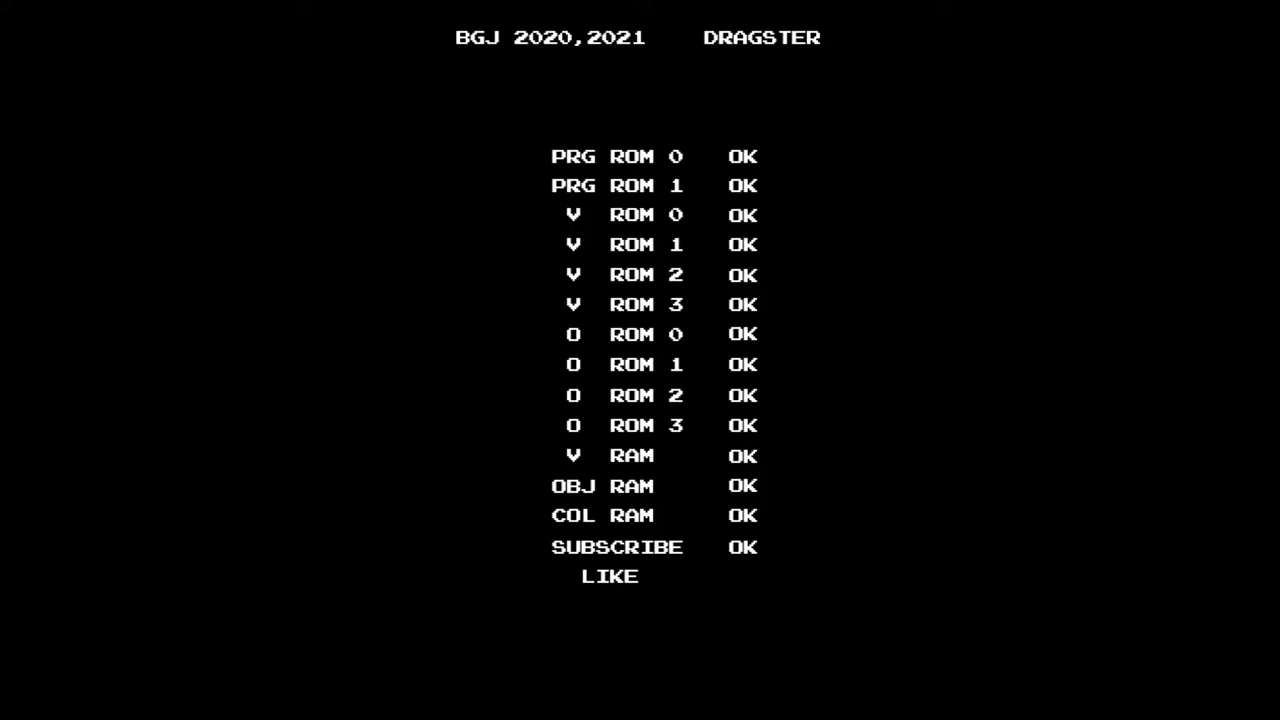 BGJ 2020,2021 DRAGSTER
PRG ROM 0 OK
PRG ROM 1 OK
V ROM 0 OK
V ROM 1 OK
V ROM 2 OK
V ROM 3 OK
O ROM 0 OK
O ROM 1 OK
O ROM 2 OK
O ROM 3 OK
V RAM OK
OBJ RAM OK
COL RAM OK
SUBSCRIBE OK
LIKE